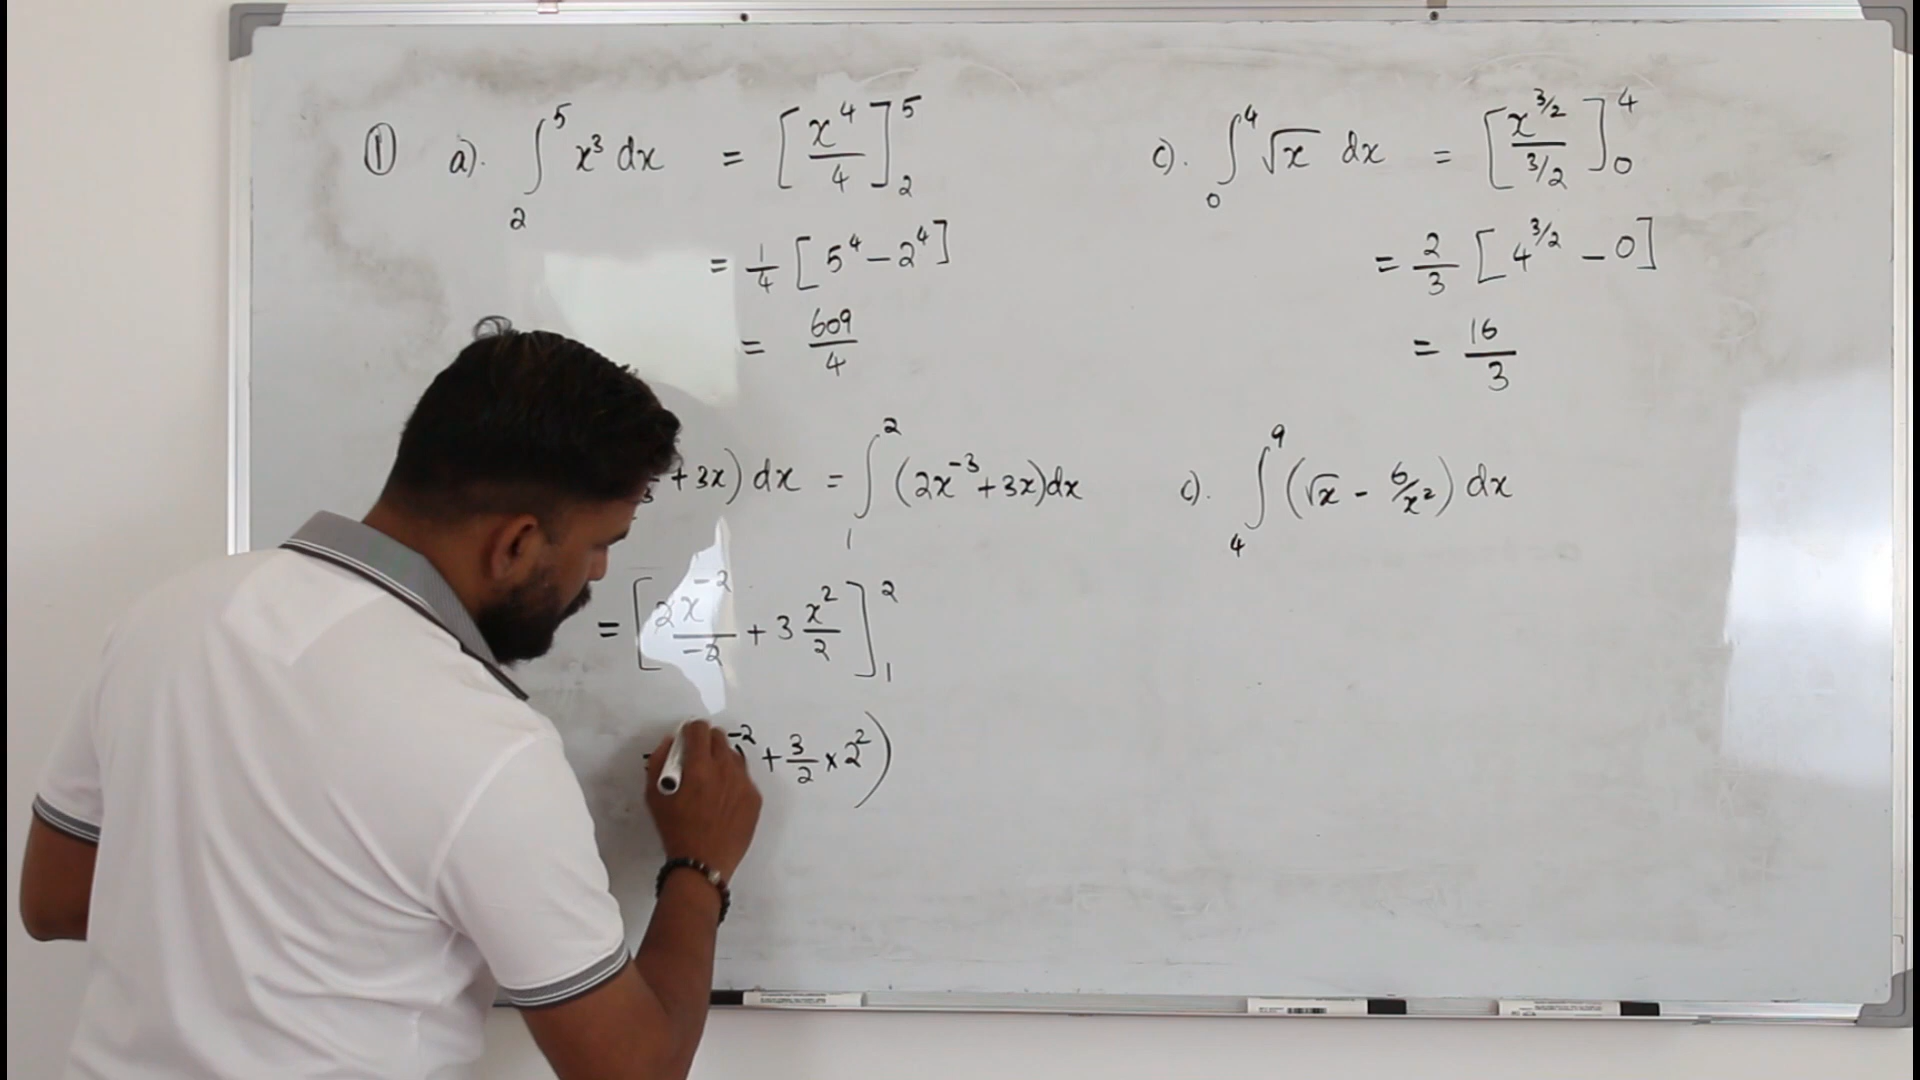 ① a). ∫₂⁵ x³ dx = [x⁴/4]₂⁵
= 1/4 [5⁴ − 2⁴]
= 609/4
+ 3x) dx = ∫₁² (2x⁻³ + 3x)dx
= [2x⁻²/−2 + 3 x²/2]₁²
⁻² + 3/2 × 2²)
c). ∫₀⁴ √x dx = [x^(3/2)/(3/2)]₀⁴
= 2/3 [4^(3/2) − 0]
= 16/3
c). ∫₄⁹ (√x − 6/x²) dx